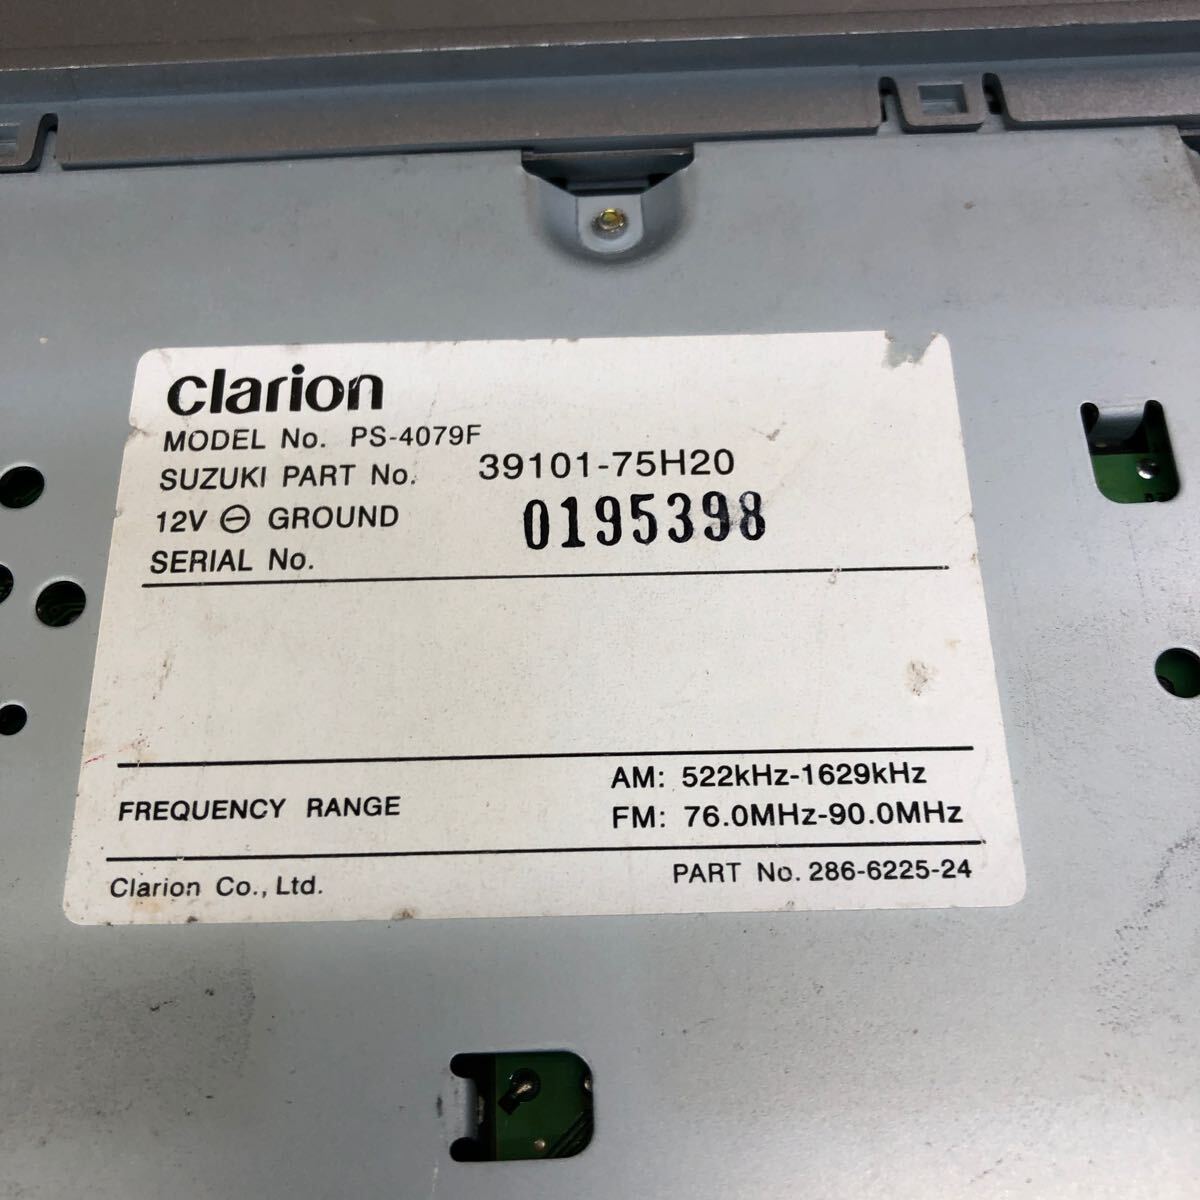 clarion
MODEL No. PS-4079F
SUZUKI PART No. 39101-75H20
12V ⊖ GROUND 0195398
SERIAL No.
FREQUENCY RANGE
AM: 522kHz-1629kHz
FM: 76.0MHz-90.0MHz
Clarion Co., Ltd. PART No. 286-6225-24